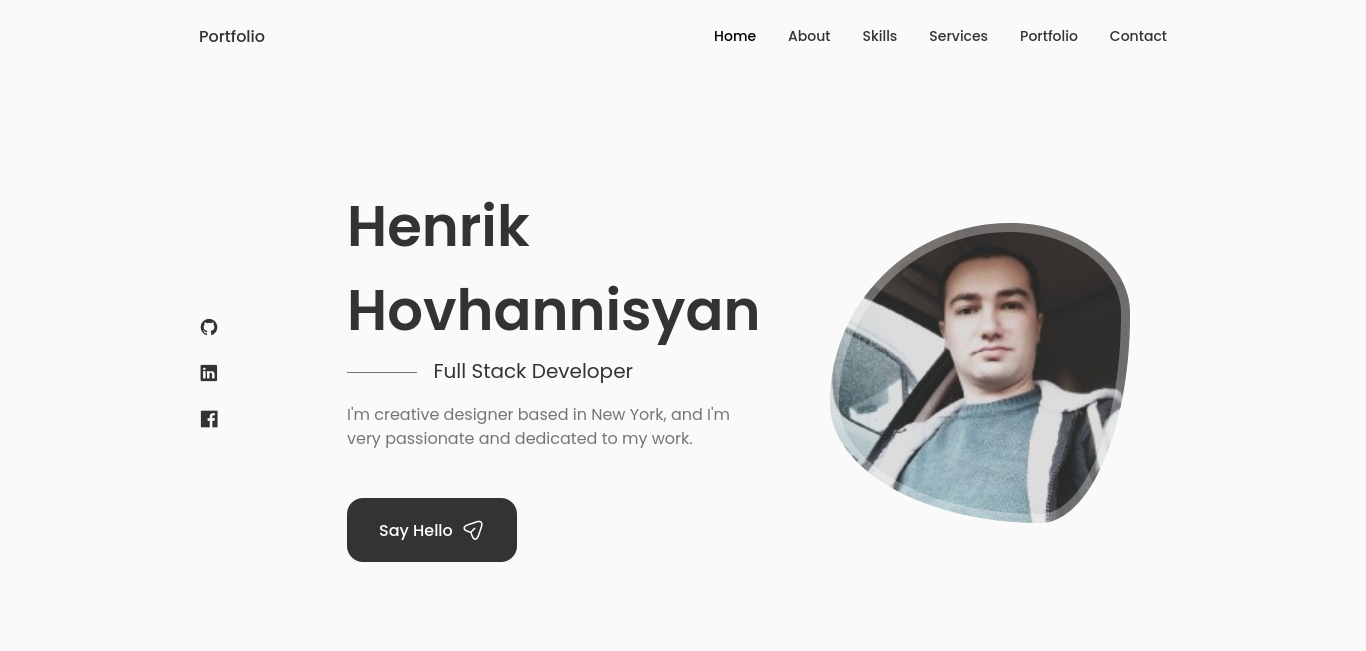 Portfolio
Home
About
Skills
Services
Portfolio
Contact
Henrik
Hovhannisyan
Full Stack Developer
I'm creative designer based in New York, and I'm
very passionate and dedicated to my work.
Say Hello